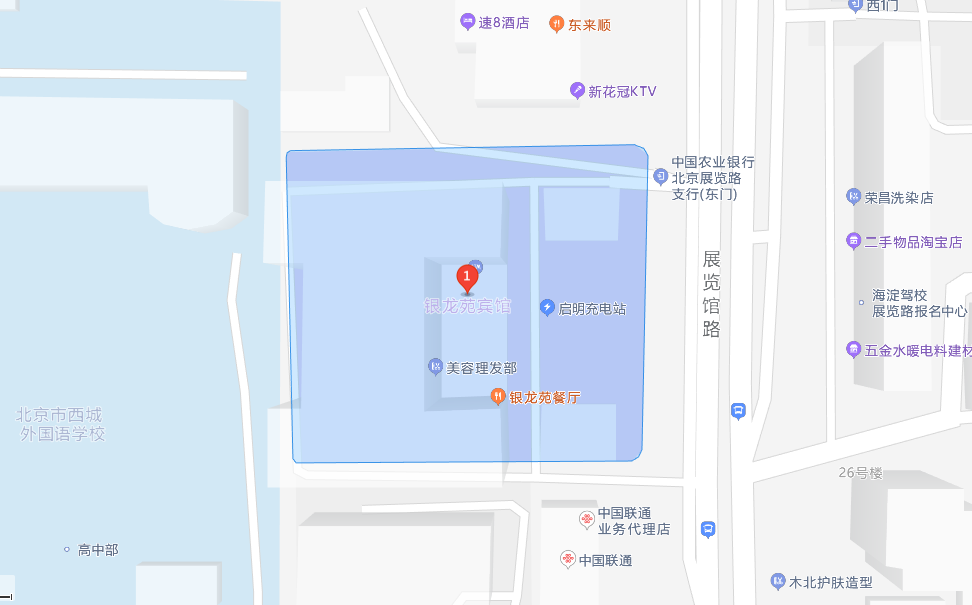 西1门
速8酒店
东来顺
新花冠KTV
中国农业银行
北京展览路
支行(东门)
荣昌洗染店
二手物品淘宝店
展览馆路
海淀驾校
展览路报名中心
1
银龙苑宾馆
启明充电站
五金水暖电料建材
美容理发部
银龙苑餐厅
北京市西城
外国语学校
26号楼
中国联通
业务代理店
高中部
中国联通
木北护肤造型